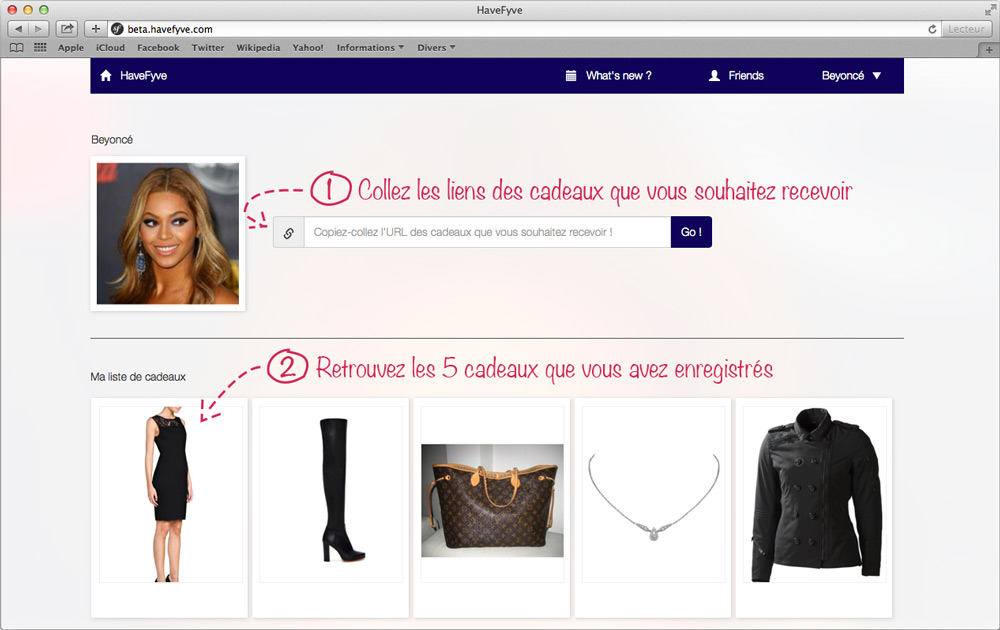 HaveFyve
beta.havefyve.com
Lecteur
Apple iCloud Facebook Twitter Wikipedia Yahoo! Informations Divers
HaveFyve What's new ? Friends Beyoncé
Beyoncé
1 Collez les liens des cadeaux que vous souhaitez recevoir
Copiez-collez l'URL des cadeaux que vous souhaitez recevoir ! Go !
2 Retrouvez les 5 cadeaux que vous avez enregistrés
Ma liste de cadeaux